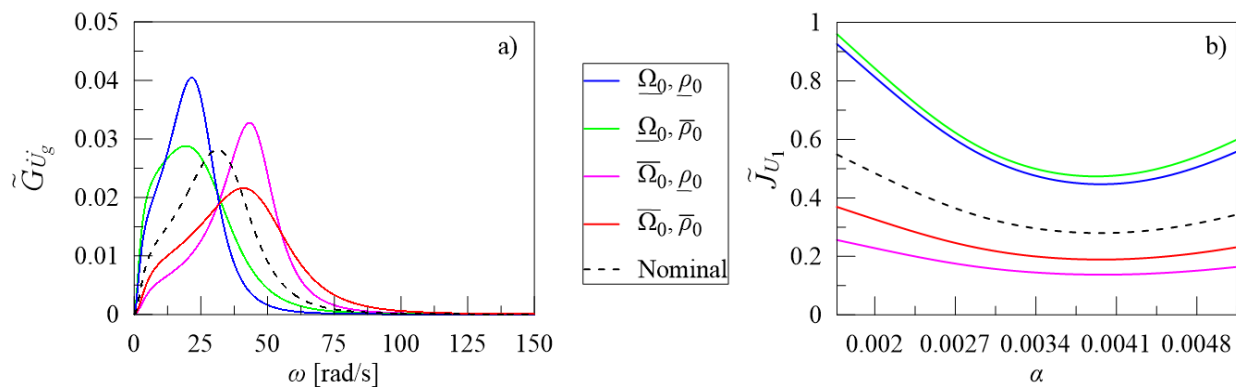 0.05
0.04
0.03
0.02
0.01
0
a)
G̃Ü_g
0 25 50 75 100 125 150
ω [rad/s]
Ω̲₀, ρ̲₀
Ω̲₀, ρ̅₀
Ω̅₀, ρ̲₀
Ω̅₀, ρ̅₀
Nominal
1
0.8
0.6
0.4
0.2
0
b)
J̃_U₁
0.002 0.0027 0.0034 0.0041 0.0048
α